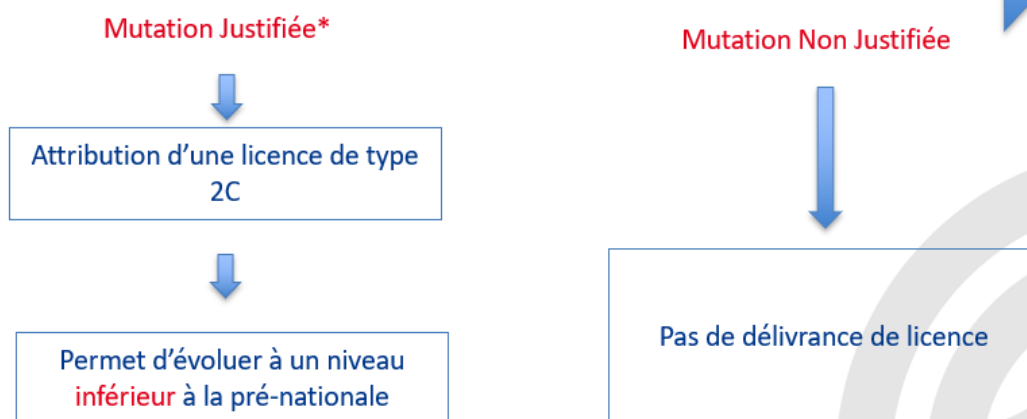 Mutation Justifiée*
Attribution d'une licence de type
2C
Permet d'évoluer à un niveau
inférieur à la pré-nationale
Mutation Non Justifiée
Pas de délivrance de licence